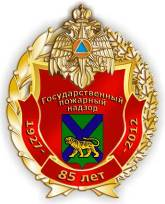 Государственный
пожарный
надзор
1927-
-2012
85 лет